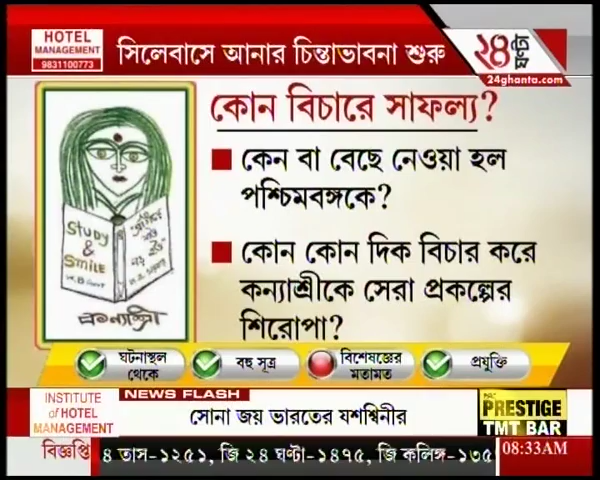 HOTEL
MANAGEMENT
9831100773
সিলেবাসে আনার চিন্তাভাবনা শুরু
২৪ ঘণ্টা
24ghanta.com
কোন বিচারে সাফল্য?
কেন বা বেছে নেওয়া হল
পশ্চিমবঙ্গকে?
কোন কোন দিক বিচার করে
কন্যাশ্রীকে সেরা প্রকল্পের
শিরোপা?
Study
&
Smile
কন্যাশ্রী
ঘটনাস্থল
থেকে
বহু সূত্র
বিশেষজ্ঞের
মতামত
প্রযুক্তি
INSTITUTE
of HOTEL
MANAGEMENT
NEWS FLASH
সোনা জয় ভারতের যশস্বিনীর
PRESTIGE
TMT BAR
বিজ্ঞপ্তি
৪ তাস-১২৫১, জি ২৪ ঘণ্টা-১৪৭৫, জি কলিঙ্গ-১৩৫
08:33AM